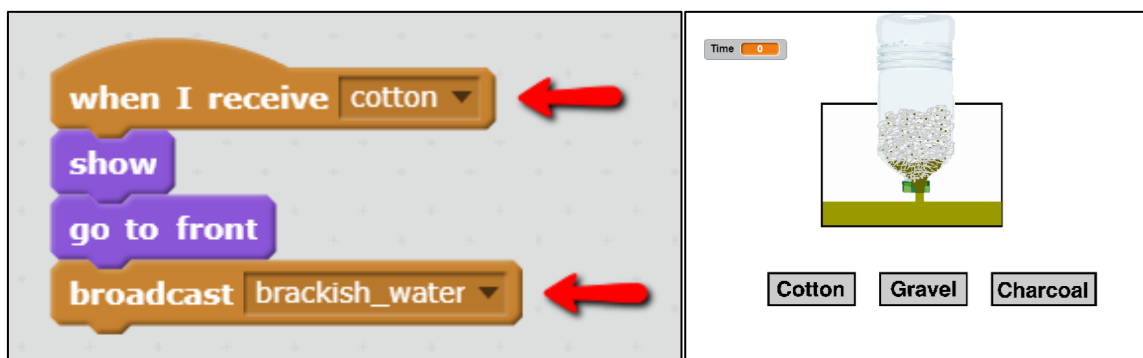 when I receive cotton
show
go to front
broadcast brackish_water
Time 0
Cotton Gravel Charcoal